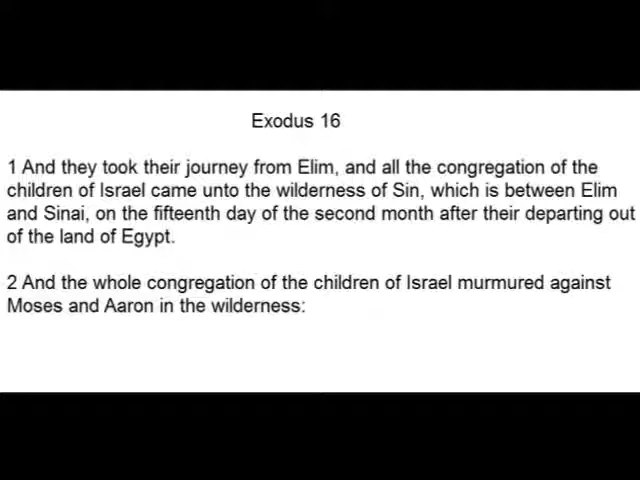 Exodus 16
1 And they took their journey from Elim, and all the congregation of the
children of Israel came unto the wilderness of Sin, which is between Elim
and Sinai, on the fifteenth day of the second month after their departing out
of the land of Egypt.
2 And the whole congregation of the children of Israel murmured against
Moses and Aaron in the wilderness: